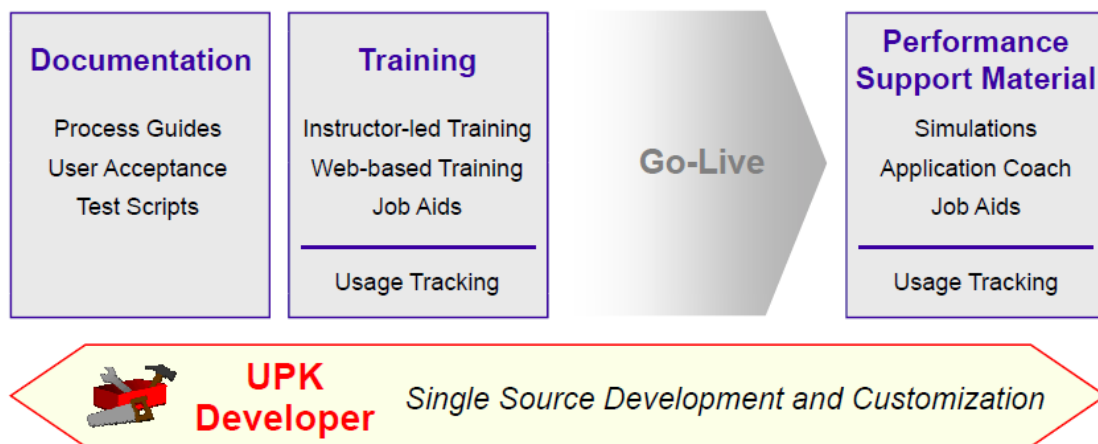 Documentation
Process Guides
User Acceptance
Test Scripts
Training
Instructor-led Training
Web-based Training
Job Aids
Usage Tracking
Go-Live
Performance
Support Material
Simulations
Application Coach
Job Aids
Usage Tracking
UPK
Developer
Single Source Development and Customization